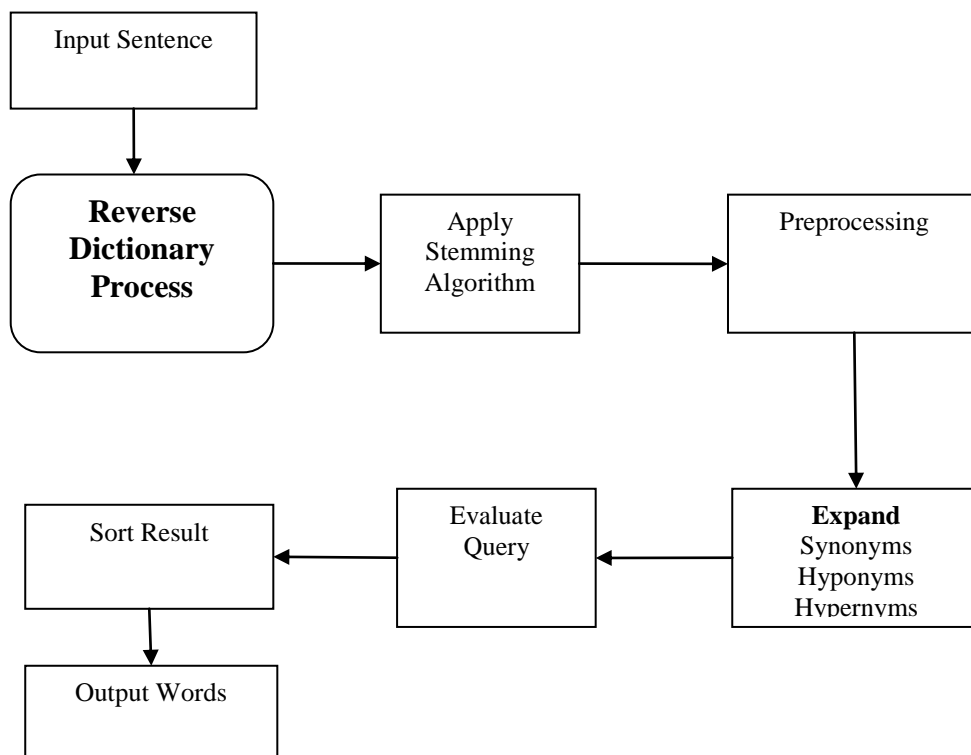 Input Sentence
Reverse
Dictionary
Process
Apply
Stemming
Algorithm
Preprocessing
Expand
Synonyms
Hyponyms
Hypernyms
Evaluate
Query
Sort Result
Output Words